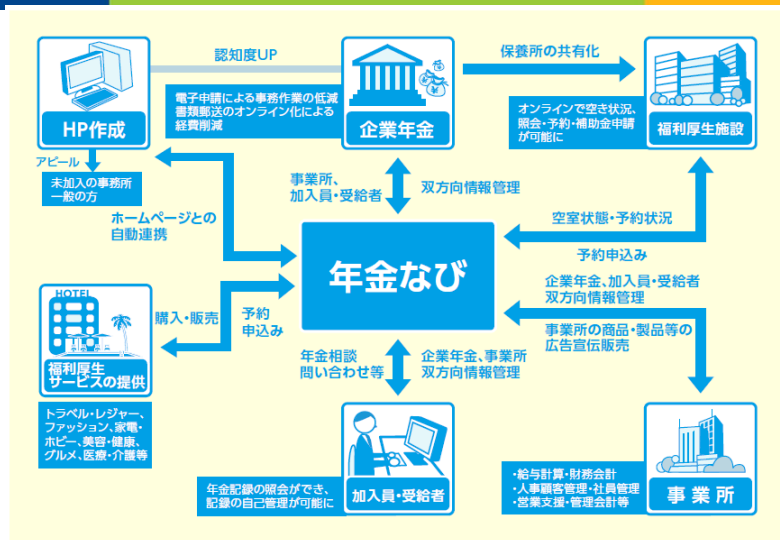 認知度UP
保養所の共有化
電子申請による事務作業の低減
書類郵送のオンライン化による
経費削減
オンラインで空き状況、
照会・予約・補助金申請
が可能に
HP作成
企業年金
福利厚生施設
アピール
未加入の事務所
一般の方
事業所、
加入員・受給者
双方向情報管理
ホームページとの
自動連携
空室状態・予約状況
予約申込み
年金なび
企業年金、加入員・受給者
双方向情報管理
HOTEL
購入・販売
予約
申込み
事業所の商品・製品等の
広告宣伝販売
福利厚生
サービスの提供
年金相談
問い合わせ等
企業年金、事業所
双方向情報管理
トラベル・レジャー、
ファッション、家電・
ホビー、美容・健康、
グルメ、医療・介護等
年金記録の照会ができ、
記録の自己管理が可能に
加入員・受給者
・給与計算・財務会計
・人事顧客管理・社員管理
・営業支援・管理会計等
事業所